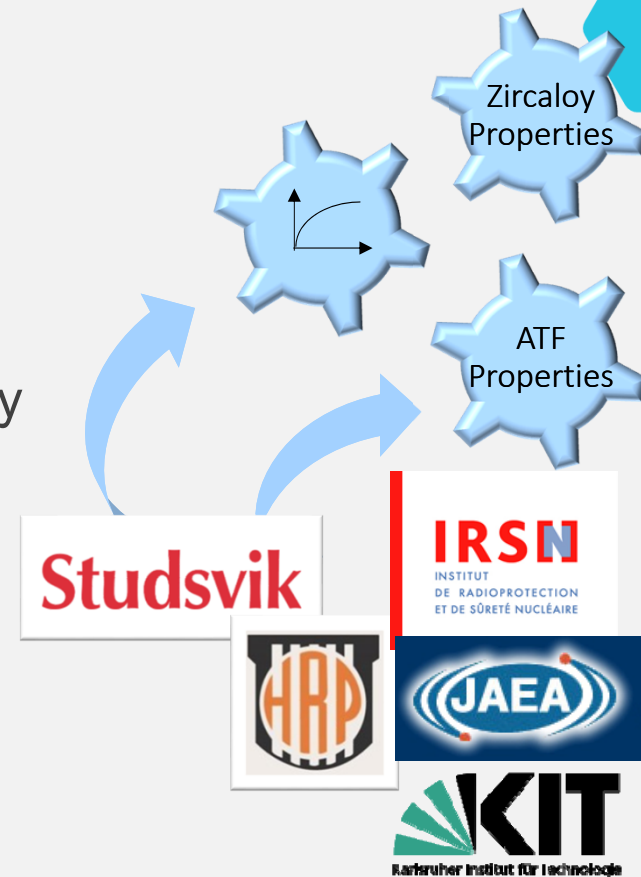 Zircaloy
Properties
ATF
Properties
y
Studsvik
IRSN
INSTITUT
DE RADIOPROTECTION
ET DE SÛRETÉ NUCLÉAIRE
HRP
JAEA
KIT
Karlsruher Institut für Technologie